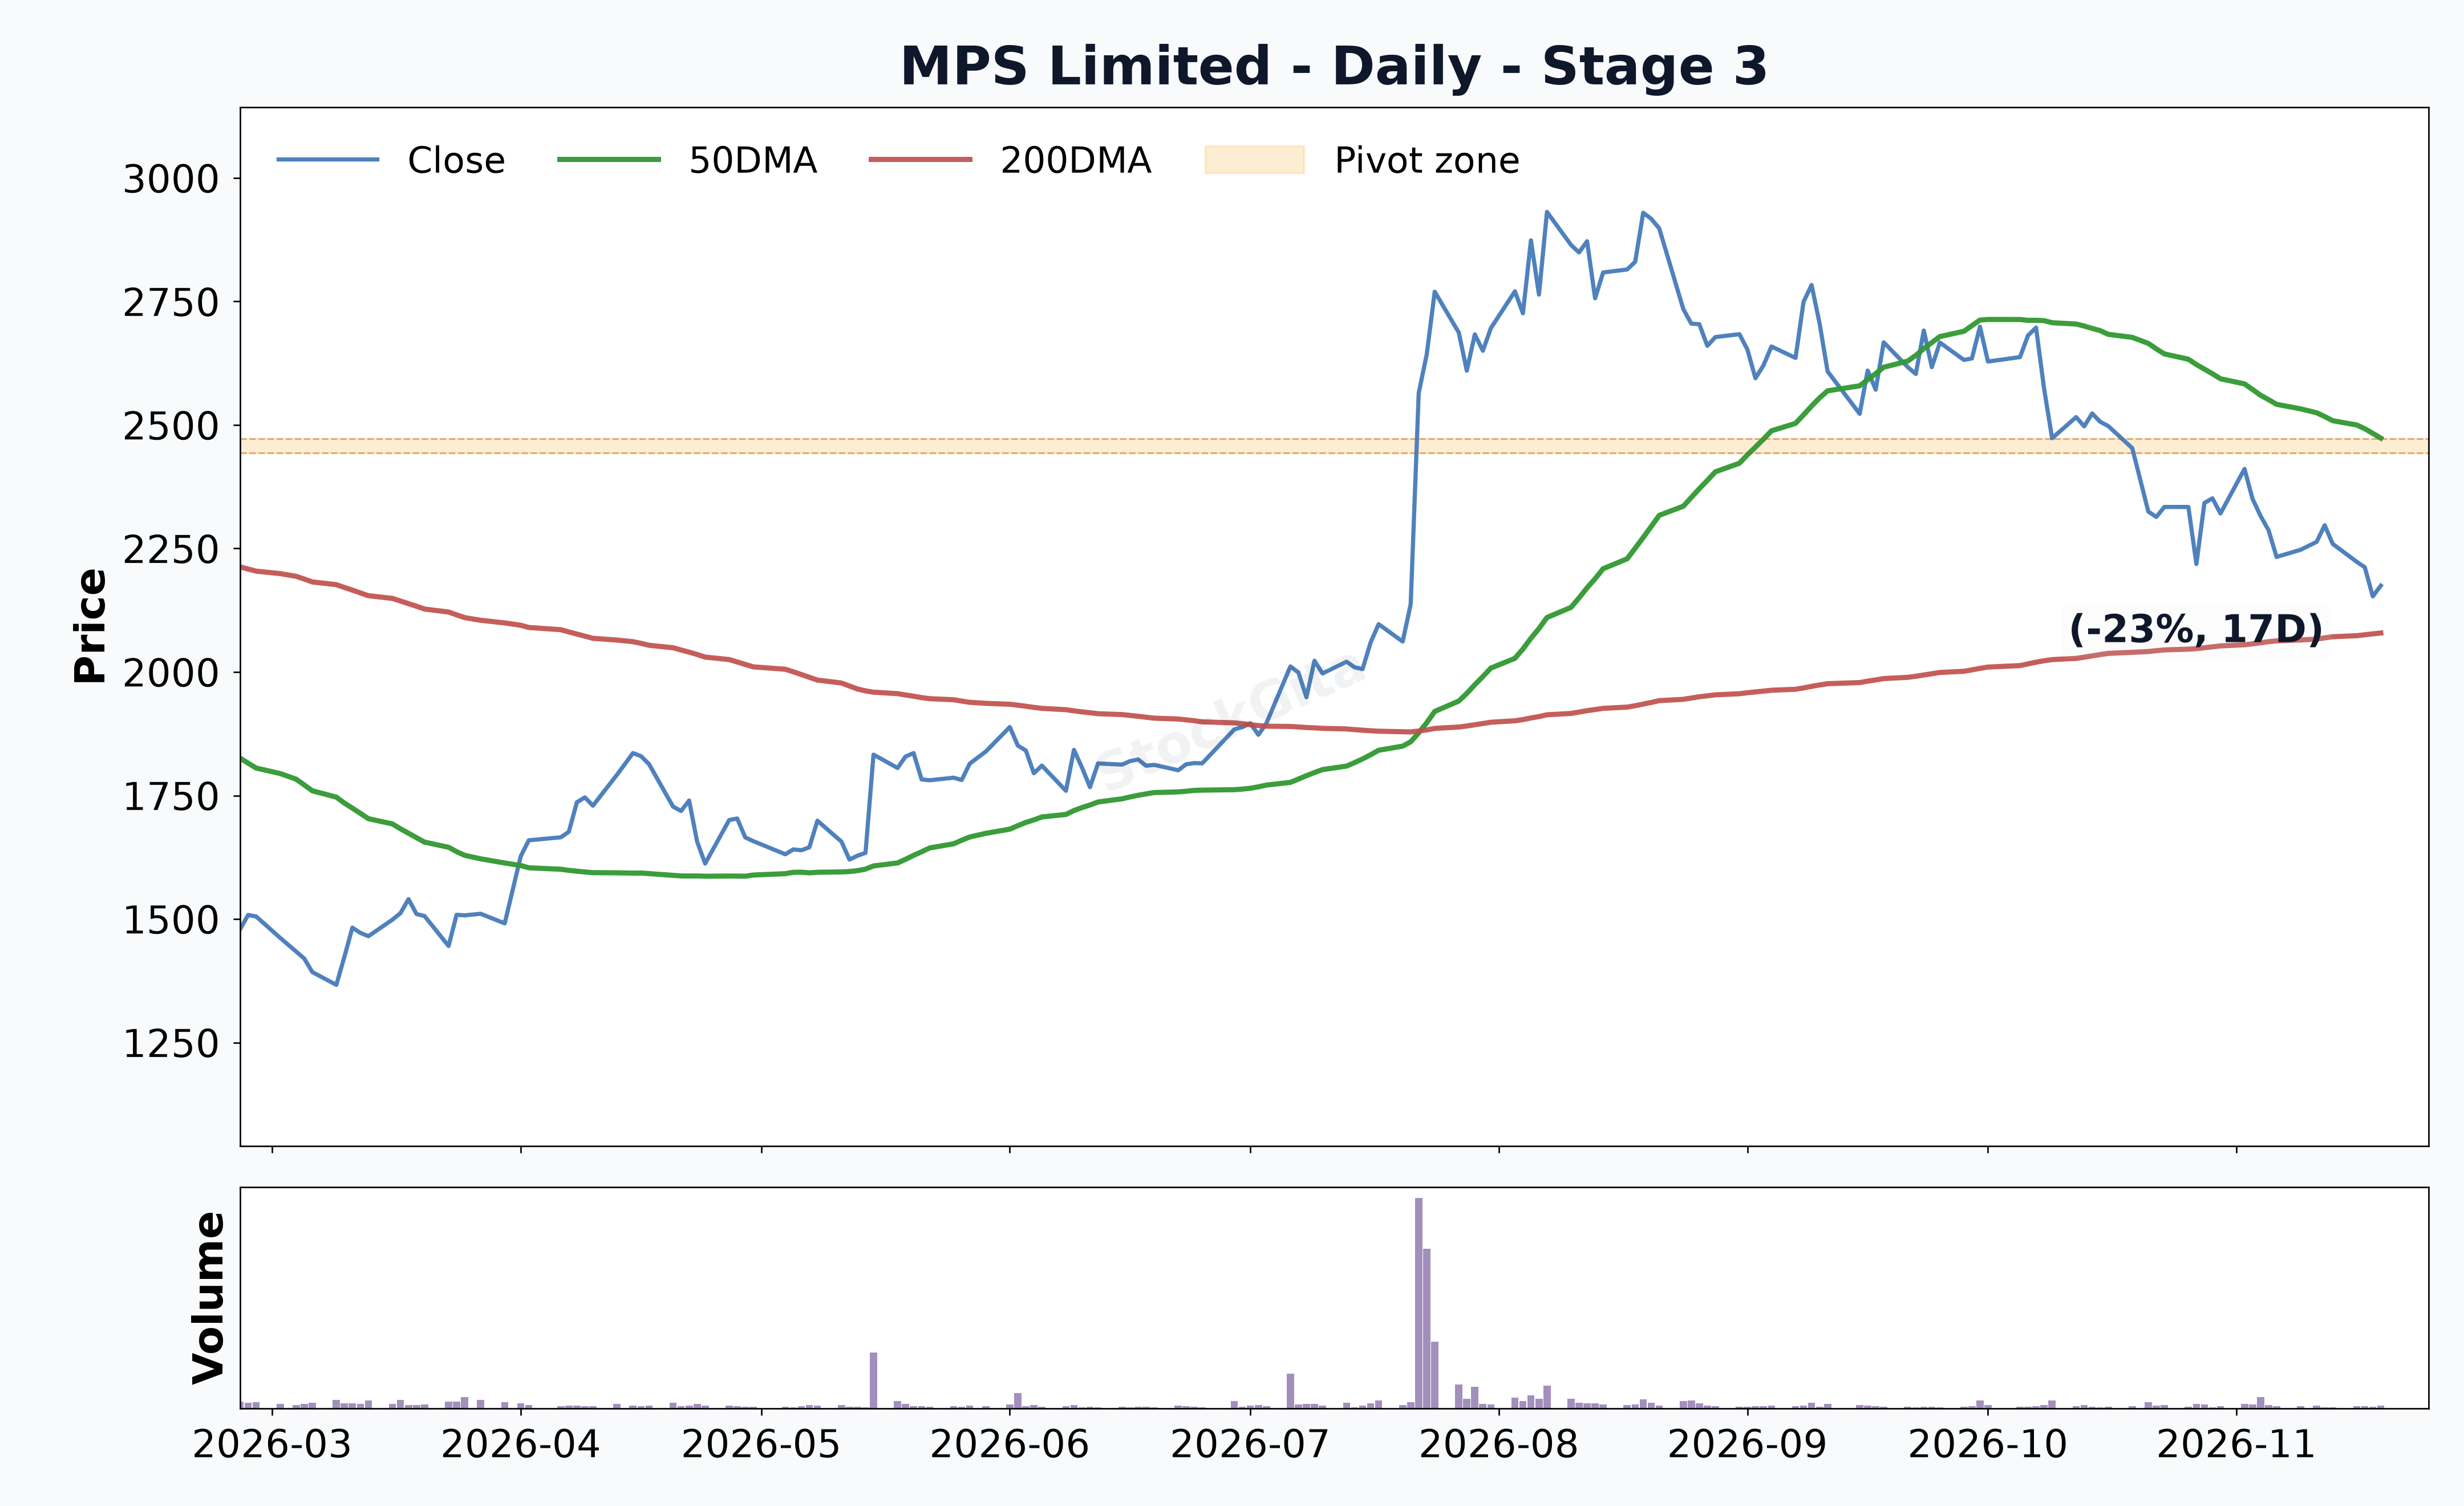 MPS Limited - Daily - Stage 3
Close 50DMA 200DMA Pivot zone
Price
3000
2750
2500
2250
2000
1750
1500
1250
(-23%, 17D)
StockGita
Volume
2026-03 2026-04 2026-05 2026-06 2026-07 2026-08 2026-09 2026-10 2026-11